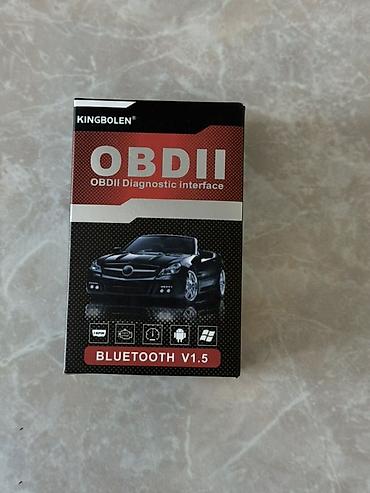 KINGBOLEN®
OBDII
OBDII Diagnostic interface
BLUETOOTH V1.5